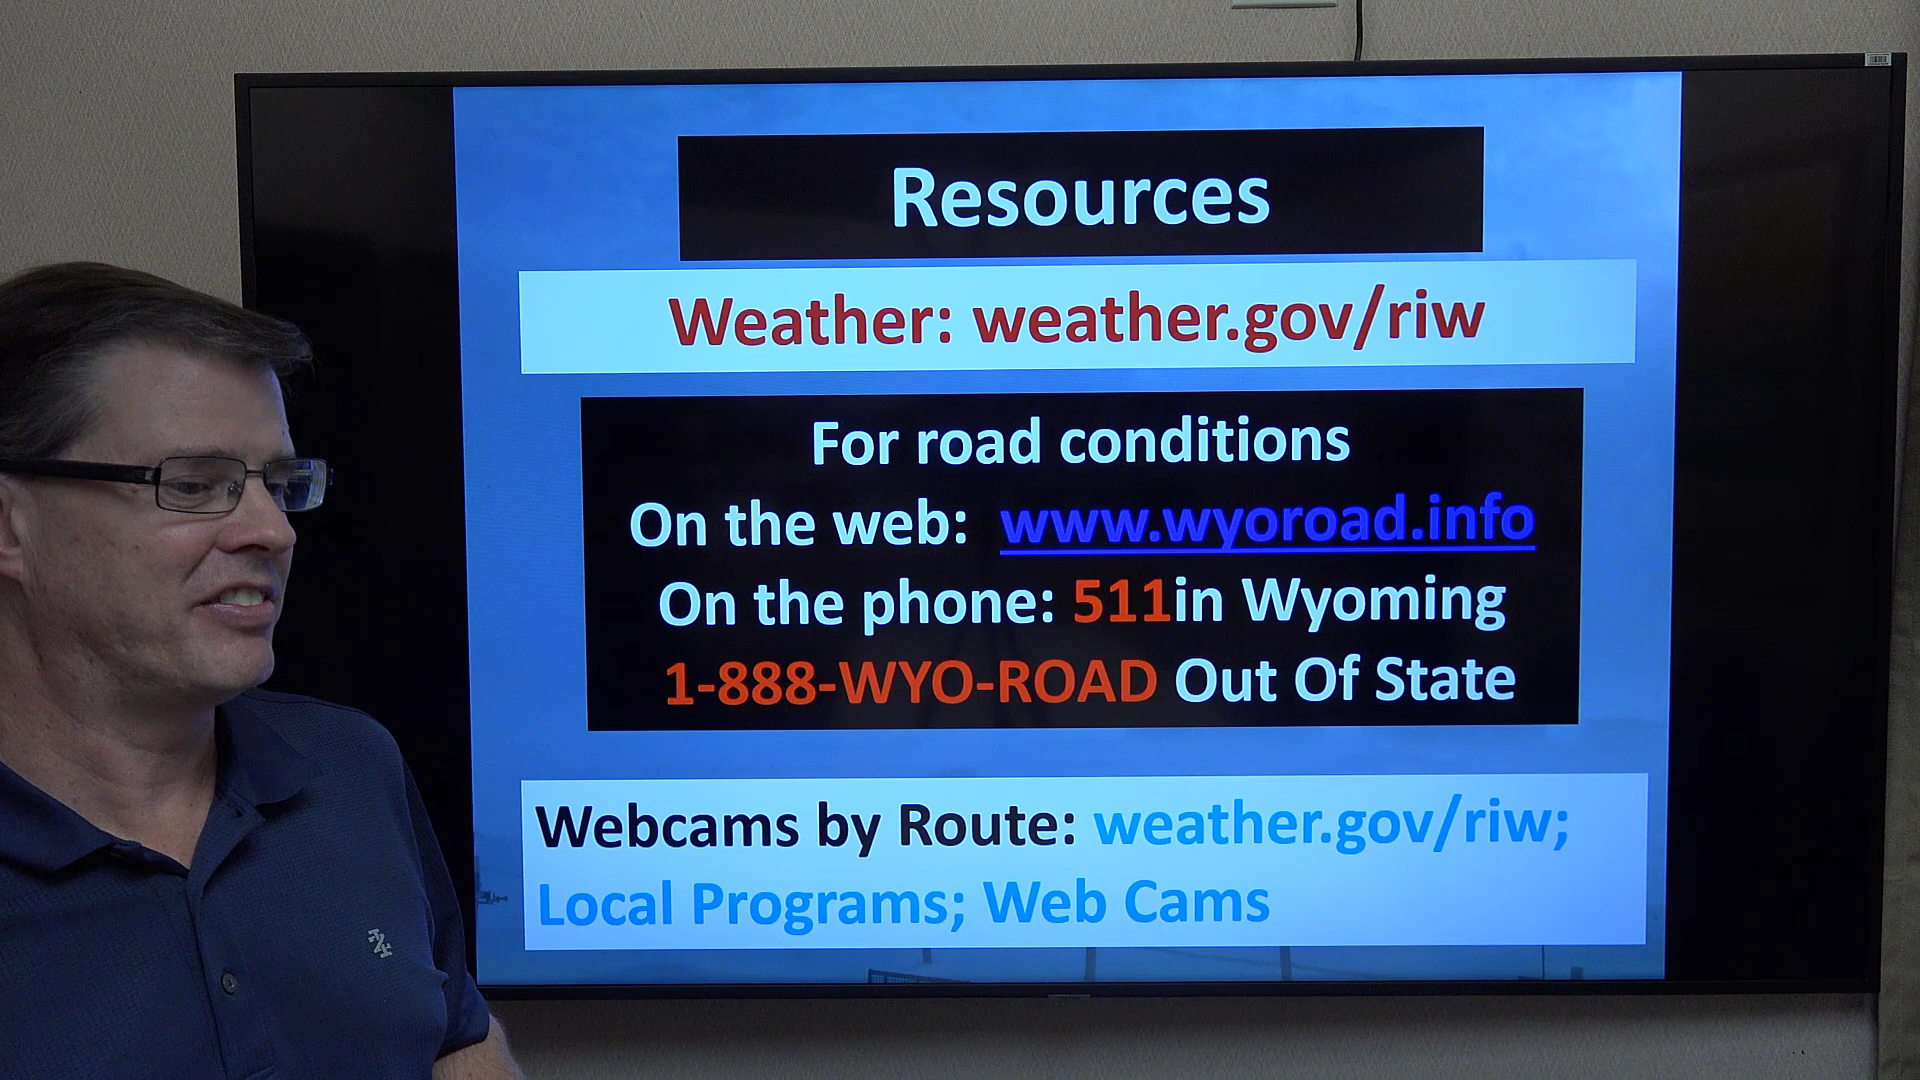 Resources
Weather: weather.gov/riw
For road conditions
On the web: www.wyoroad.info
On the phone: 511in Wyoming
1-888-WYO-ROAD Out Of State
Webcams by Route: weather.gov/riw;
Local Programs; Web Cams